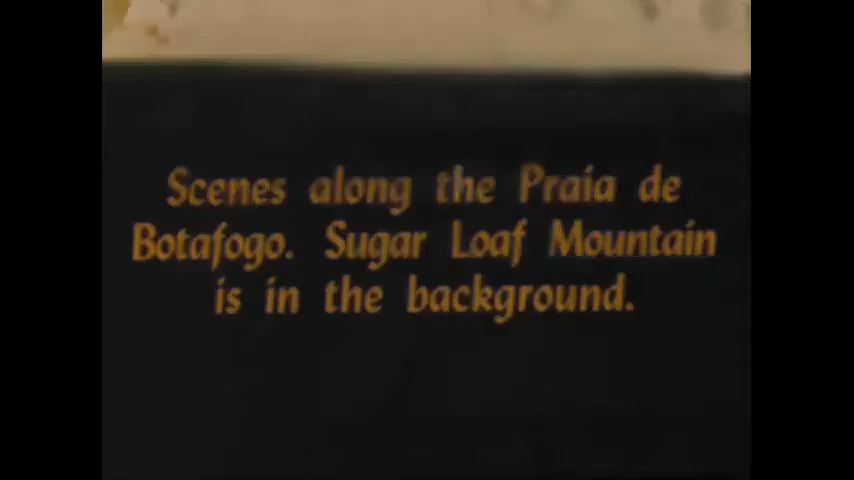 Scenes along the Praia de
Botafogo. Sugar Loaf Mountain
is in the background.